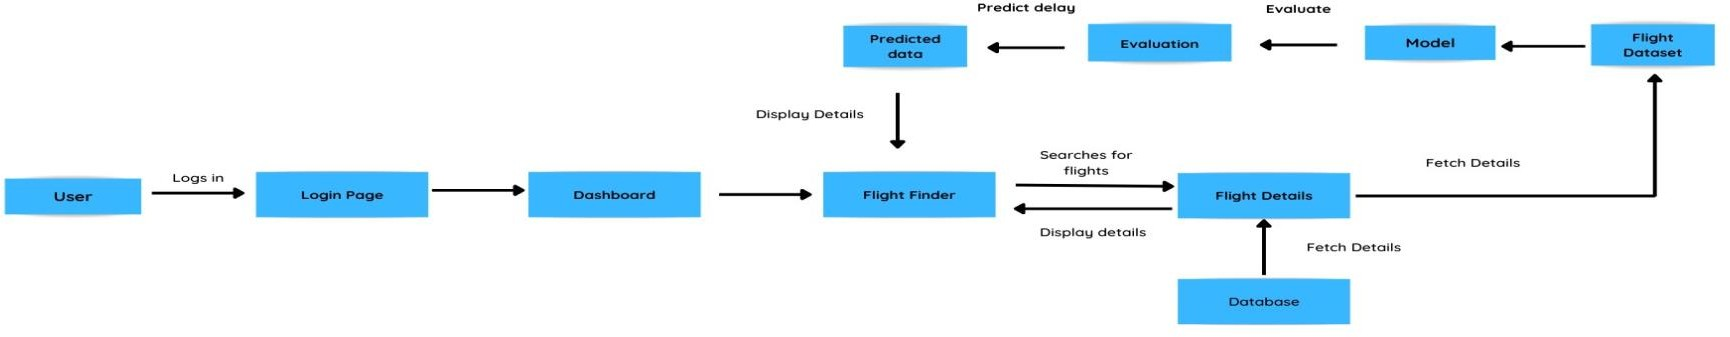 Predict delay
Evaluate
Predicted
data
Evaluation
Model
Flight
Dataset
Display Details
Searches for
flights
Fetch Details
Logs in
User
Login Page
Dashboard
Flight Finder
Flight Details
Display details
Fetch Details
Database